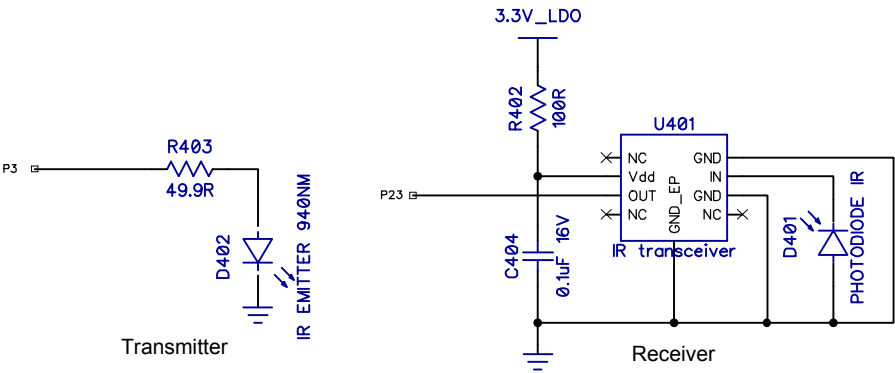 3.3V_LDO
R402
100R
U401
R403
P3
49.9R
NC
GND
Vdd
IN
P23
OUT
GND
NC
NC
GND_EP
IR transceiver
D402
IR EMITTER 940NM
C404
0.1uF 16V
D401
PHOTODIODE IR
Transmitter
Receiver